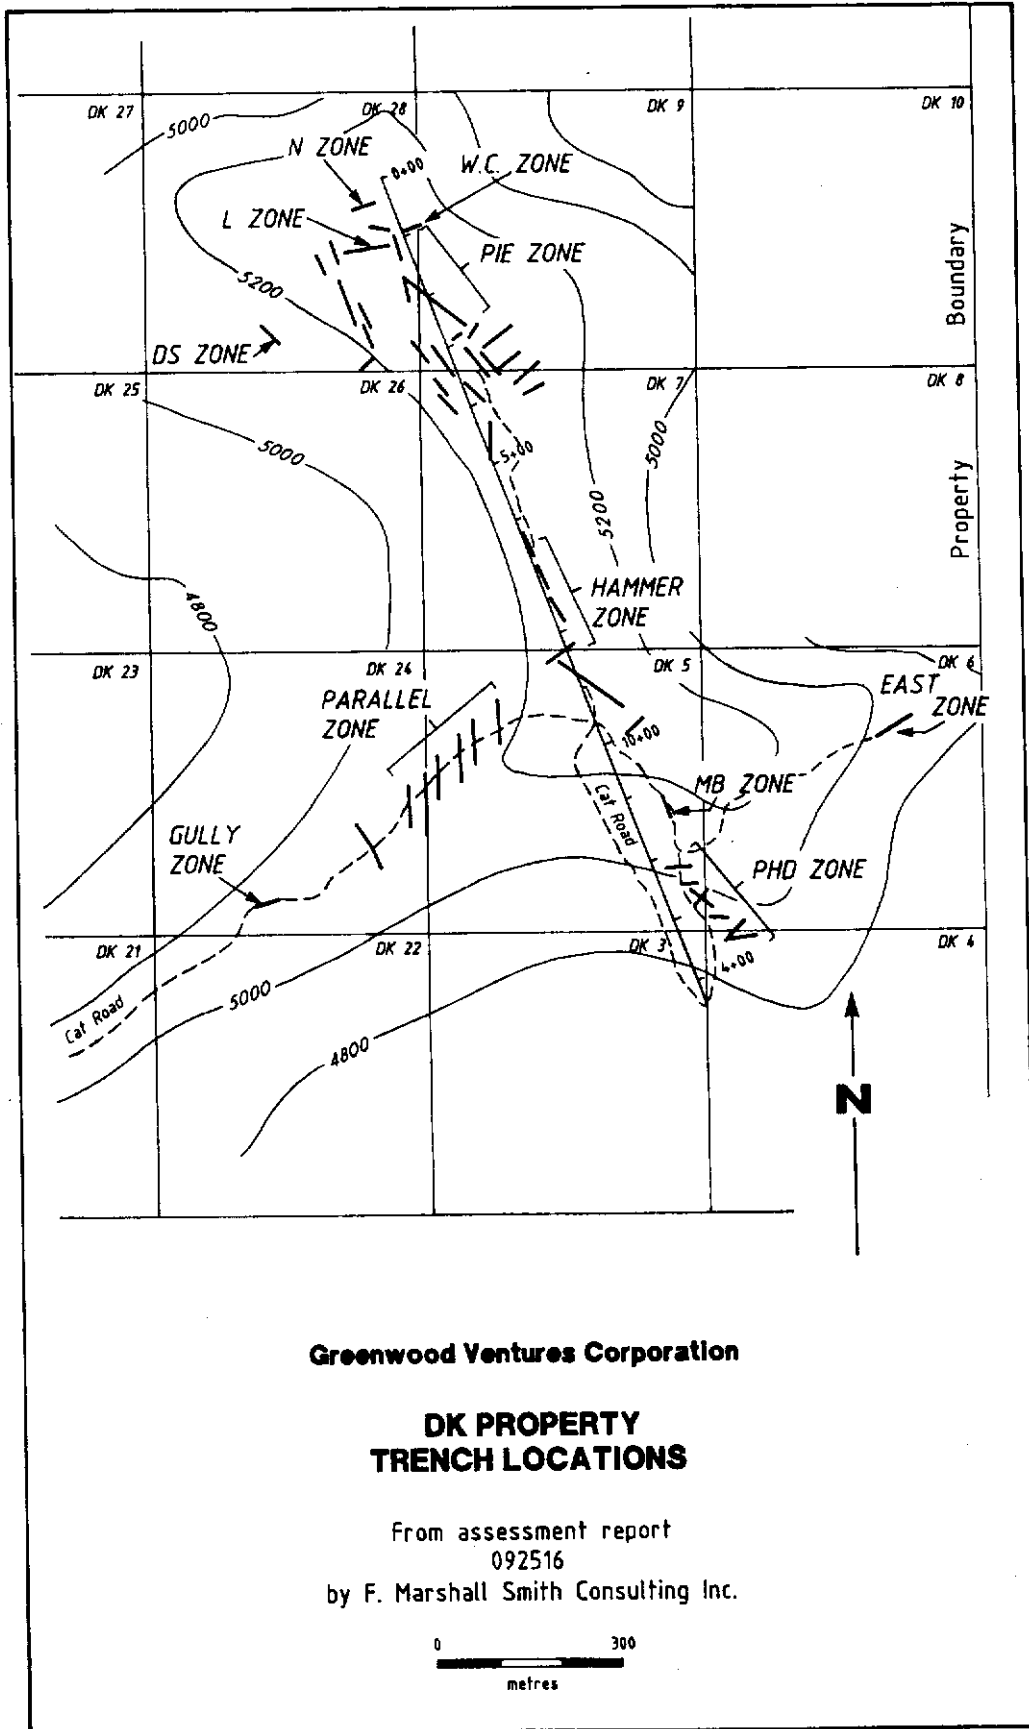 DK 27
DK 28
DK 9
DK 10
5000
N ZONE
0+00
W.C. ZONE
L ZONE
PIE ZONE
Boundary
5200
DS ZONE
DK 25
DK 26
DK 7
DK 8
5000
5+00
5000
5200
Property
HAMMER
ZONE
4800
DK 23
DK 24
DK 5
DK 6
PARALLEL
ZONE
EAST
ZONE
10+00
MB ZONE
Cat Road
GULLY
ZONE
PHD ZONE
DK 21
DK 22
DK 3
DK 4
4+00
5000
Cat Road
4800
N
Greenwood Ventures Corporation
DK PROPERTY
TRENCH LOCATIONS
From assessment report
092516
by F. Marshall Smith Consulting Inc.
0 300
metres